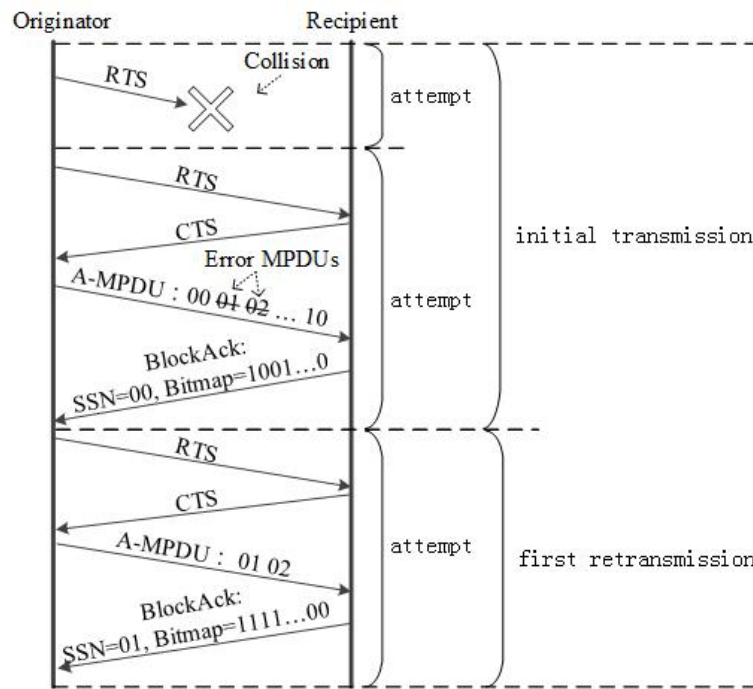 Originator Recipient
Collision
RTS
attempt
RTS
CTS
initial transmission
Error MPDUs
A-MPDU：00 01 02 ... 10
attempt
BlockAck:
SSN=00, Bitmap=1001...0
RTS
CTS
attempt
first retransmission
A-MPDU： 01 02
BlockAck:
SSN=01, Bitmap=1111...00